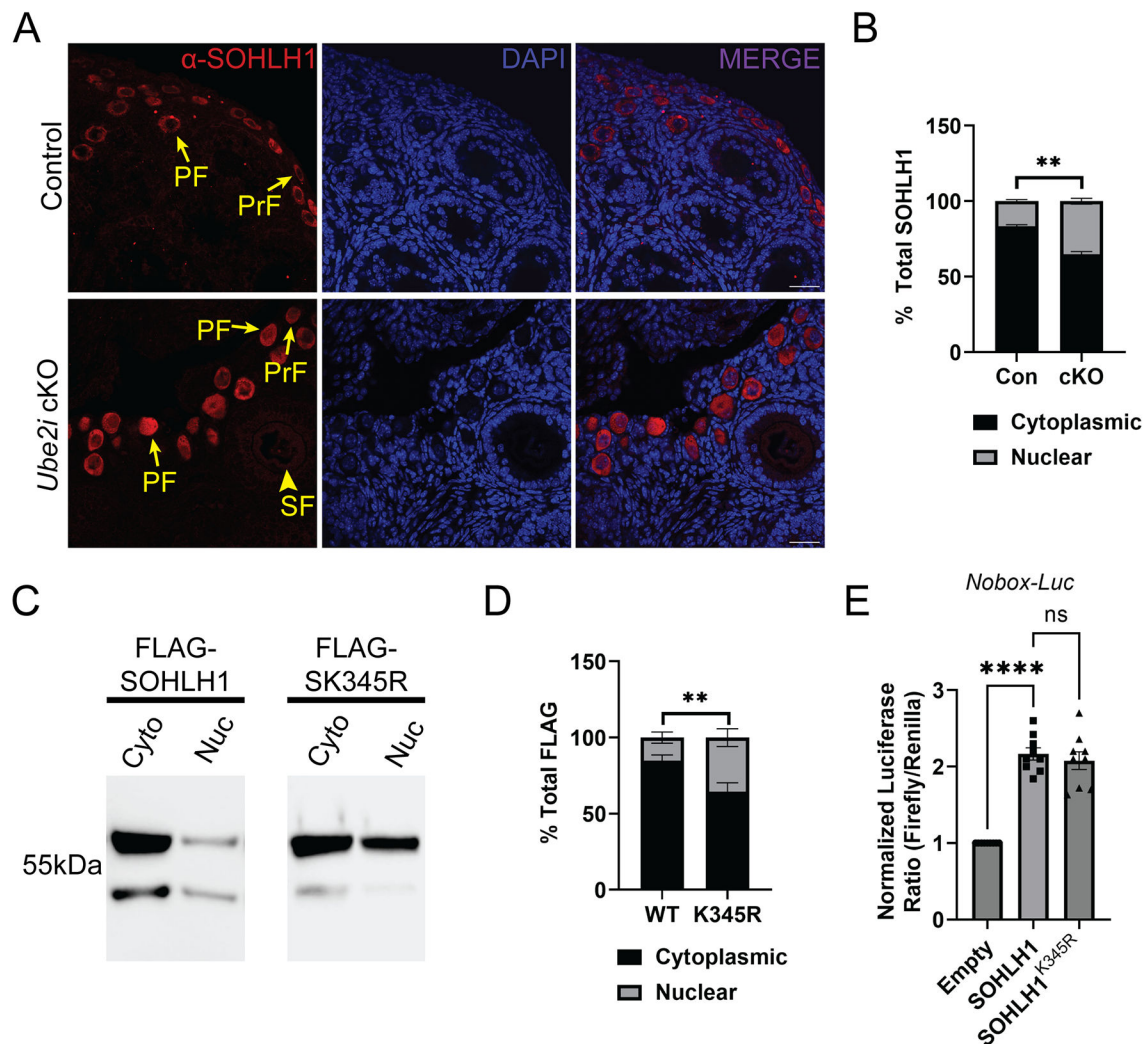 A
α-SOHLH1
DAPI
MERGE
Control
PF
PrF
Ube2i cKO
PF
PrF
PF
SF
B
% Total SOHLH1
150
100
50
0
**
Con
cKO
Cytoplasmic
Nuclear
C
FLAG-
SOHLH1
FLAG-
SK345R
Cyto
Nuc
Cyto
Nuc
55kDa
D
% Total FLAG
150
100
50
0
**
WT
K345R
Cytoplasmic
Nuclear
E
Nobox-Luc
Normalized Luciferase
Ratio (Firefly/Renilla)
ns
****
3
2
1
0
Empty
SOHLH1
SOHLH1K345R